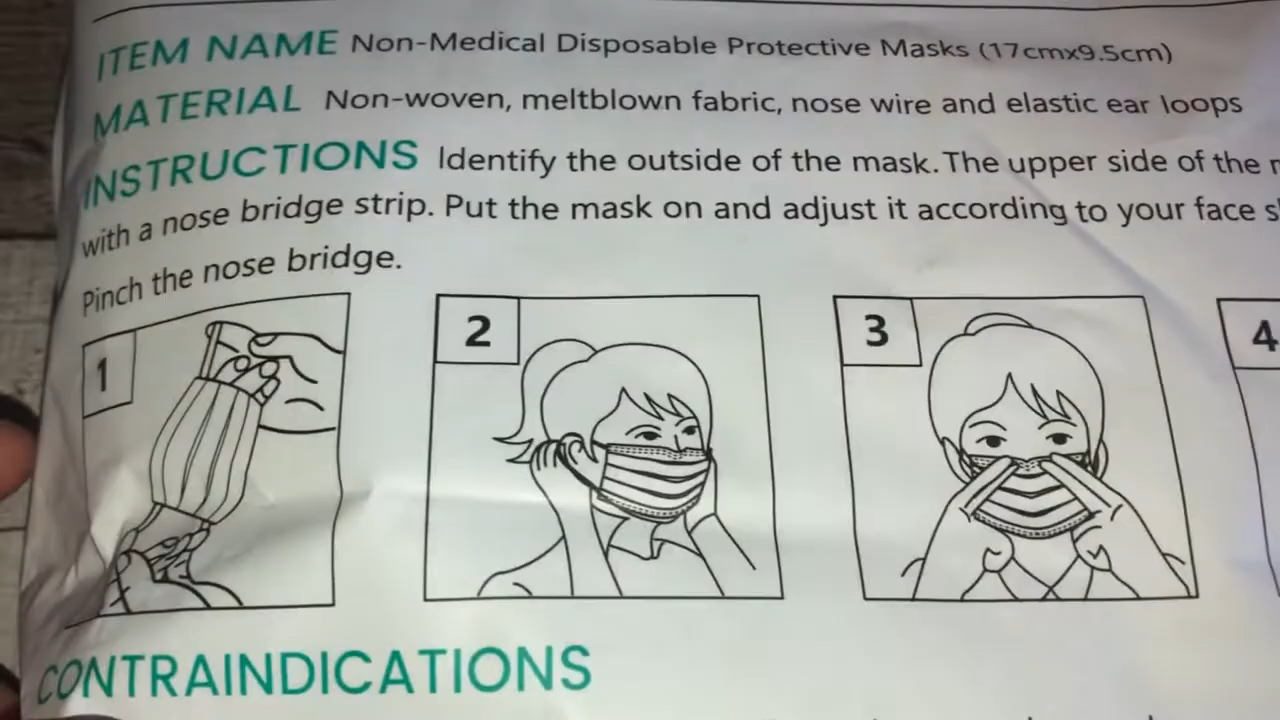 ITEM NAME Non-Medical Disposable Protective Masks (17cmx9.5cm)
MATERIAL Non-woven, meltblown fabric, nose wire and elastic ear loops
INSTRUCTIONS Identify the outside of the mask. The upper side of the
with a nose bridge strip. Put the mask on and adjust it according to your face
Pinch the nose bridge.
1
2
3
4
CONTRAINDICATIONS